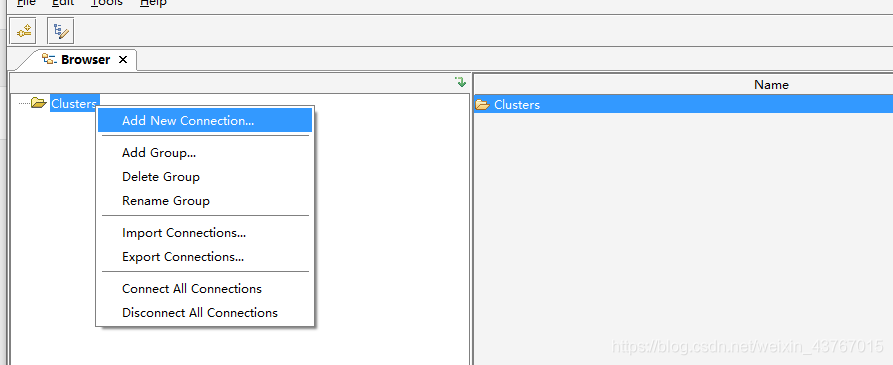 File Edit Tools Help
Browser
Name
Clusters
Clusters
Add New Connection...
Add Group...
Delete Group
Rename Group
Import Connections...
Export Connections...
Connect All Connections
Disconnect All Connections
https://blog.csdn.net/weixin_43767015